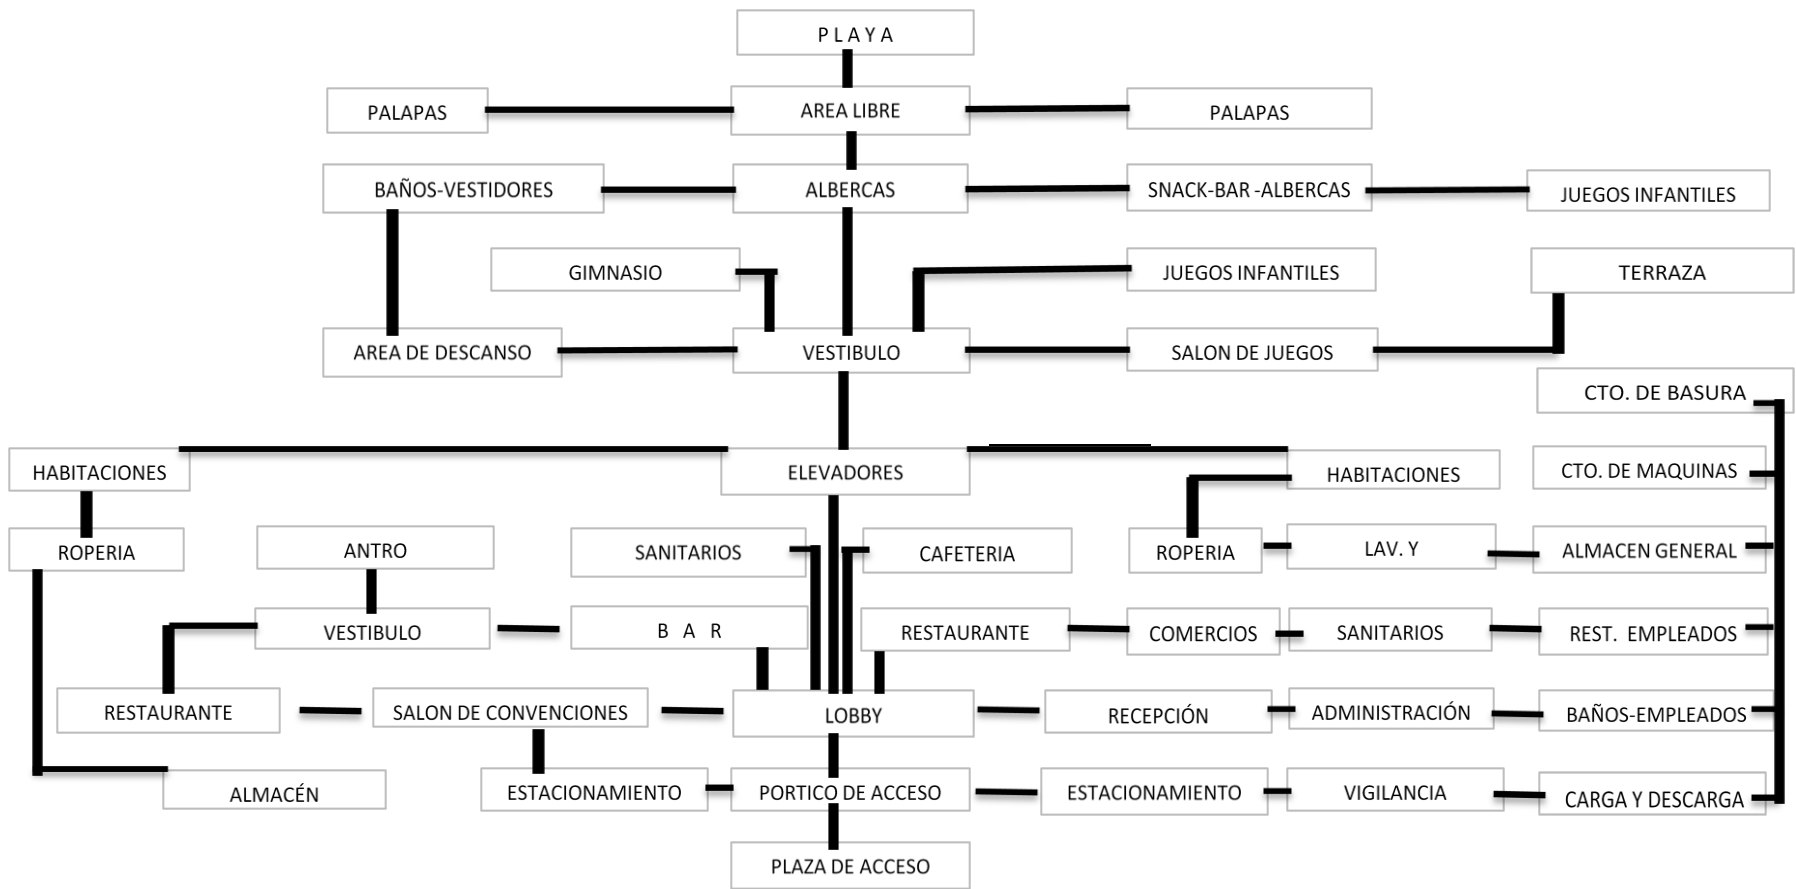 P L A Y A
PALAPAS
AREA LIBRE
PALAPAS
BAÑOS-VESTIDORES
ALBERCAS
SNACK-BAR -ALBERCAS
JUEGOS INFANTILES
GIMNASIO
JUEGOS INFANTILES
TERRAZA
AREA DE DESCANSO
VESTIBULO
SALON DE JUEGOS
CTO. DE BASURA
HABITACIONES
ELEVADORES
HABITACIONES
CTO. DE MAQUINAS
ROPERIA
ANTRO
SANITARIOS
CAFETERIA
ROPERIA
LAV. Y
ALMACEN GENERAL
VESTIBULO
B A R
RESTAURANTE
COMERCIOS
SANITARIOS
REST. EMPLEADOS
RESTAURANTE
SALON DE CONVENCIONES
LOBBY
RECEPCIÓN
ADMINISTRACIÓN
BAÑOS-EMPLEADOS
ALMACÉN
ESTACIONAMIENTO
PORTICO DE ACCESO
ESTACIONAMIENTO
VIGILANCIA
CARGA Y DESCARGA
PLAZA DE ACCESO